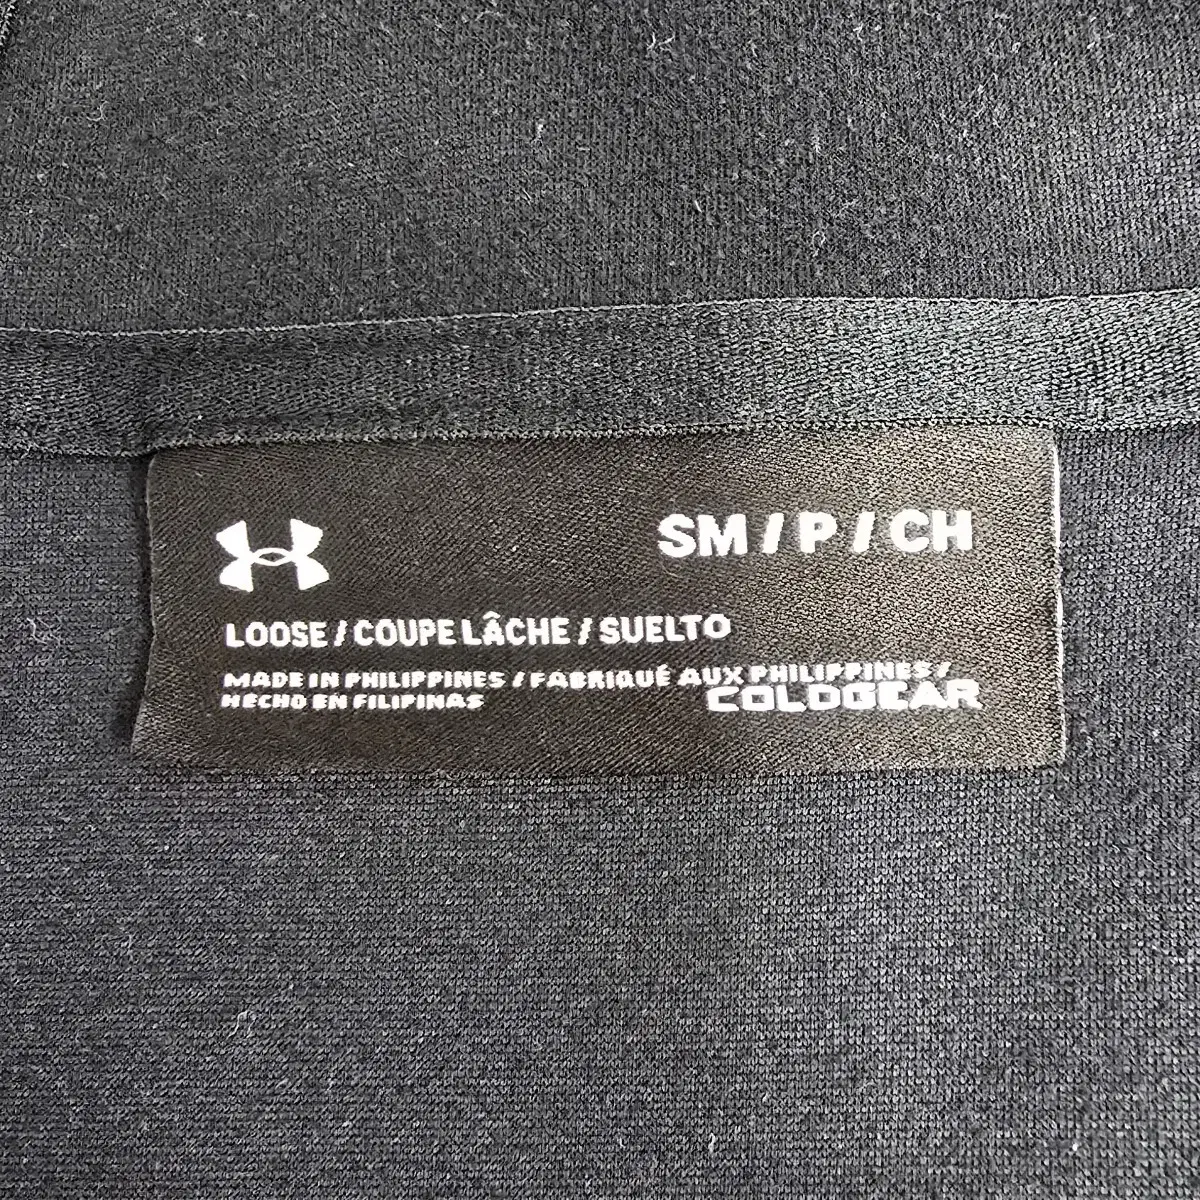 SM / P / CH
LOOSE / COUPE LÂCHE / SUELTO
MADE IN PHILIPPINES / FABRIQUÉ AUX PHILIPPINES /
HECHO EN FILIPINAS
COLDGEAR